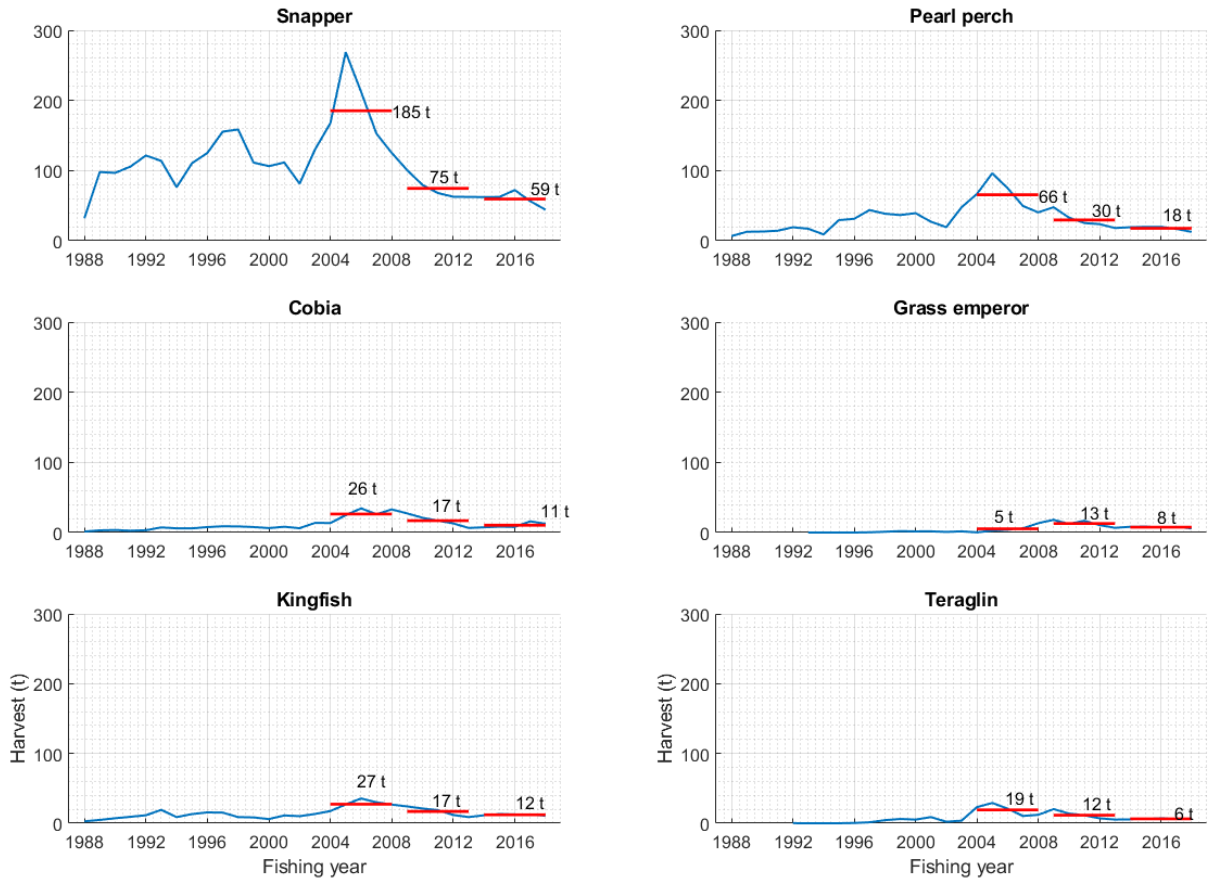 Snapper
300
200
100
0
185 t
75 t
59 t
1988 1992 1996 2000 2004 2008 2012 2016
Pearl perch
300
200
100
0
66 t
30 t
18 t
1988 1992 1996 2000 2004 2008 2012 2016
Cobia
300
200
100
0
26 t
17 t
11 t
1988 1992 1996 2000 2004 2008 2012 2016
Grass emperor
300
200
100
0
5 t
13 t
8 t
1988 1992 1996 2000 2004 2008 2012 2016
Kingfish
Harvest (t)
300
200
100
0
27 t
17 t
12 t
1988 1992 1996 2000 2004 2008 2012 2016
Fishing year
Teraglin
Harvest (t)
300
200
100
0
19 t
12 t
6 t
1988 1992 1996 2000 2004 2008 2012 2016
Fishing year